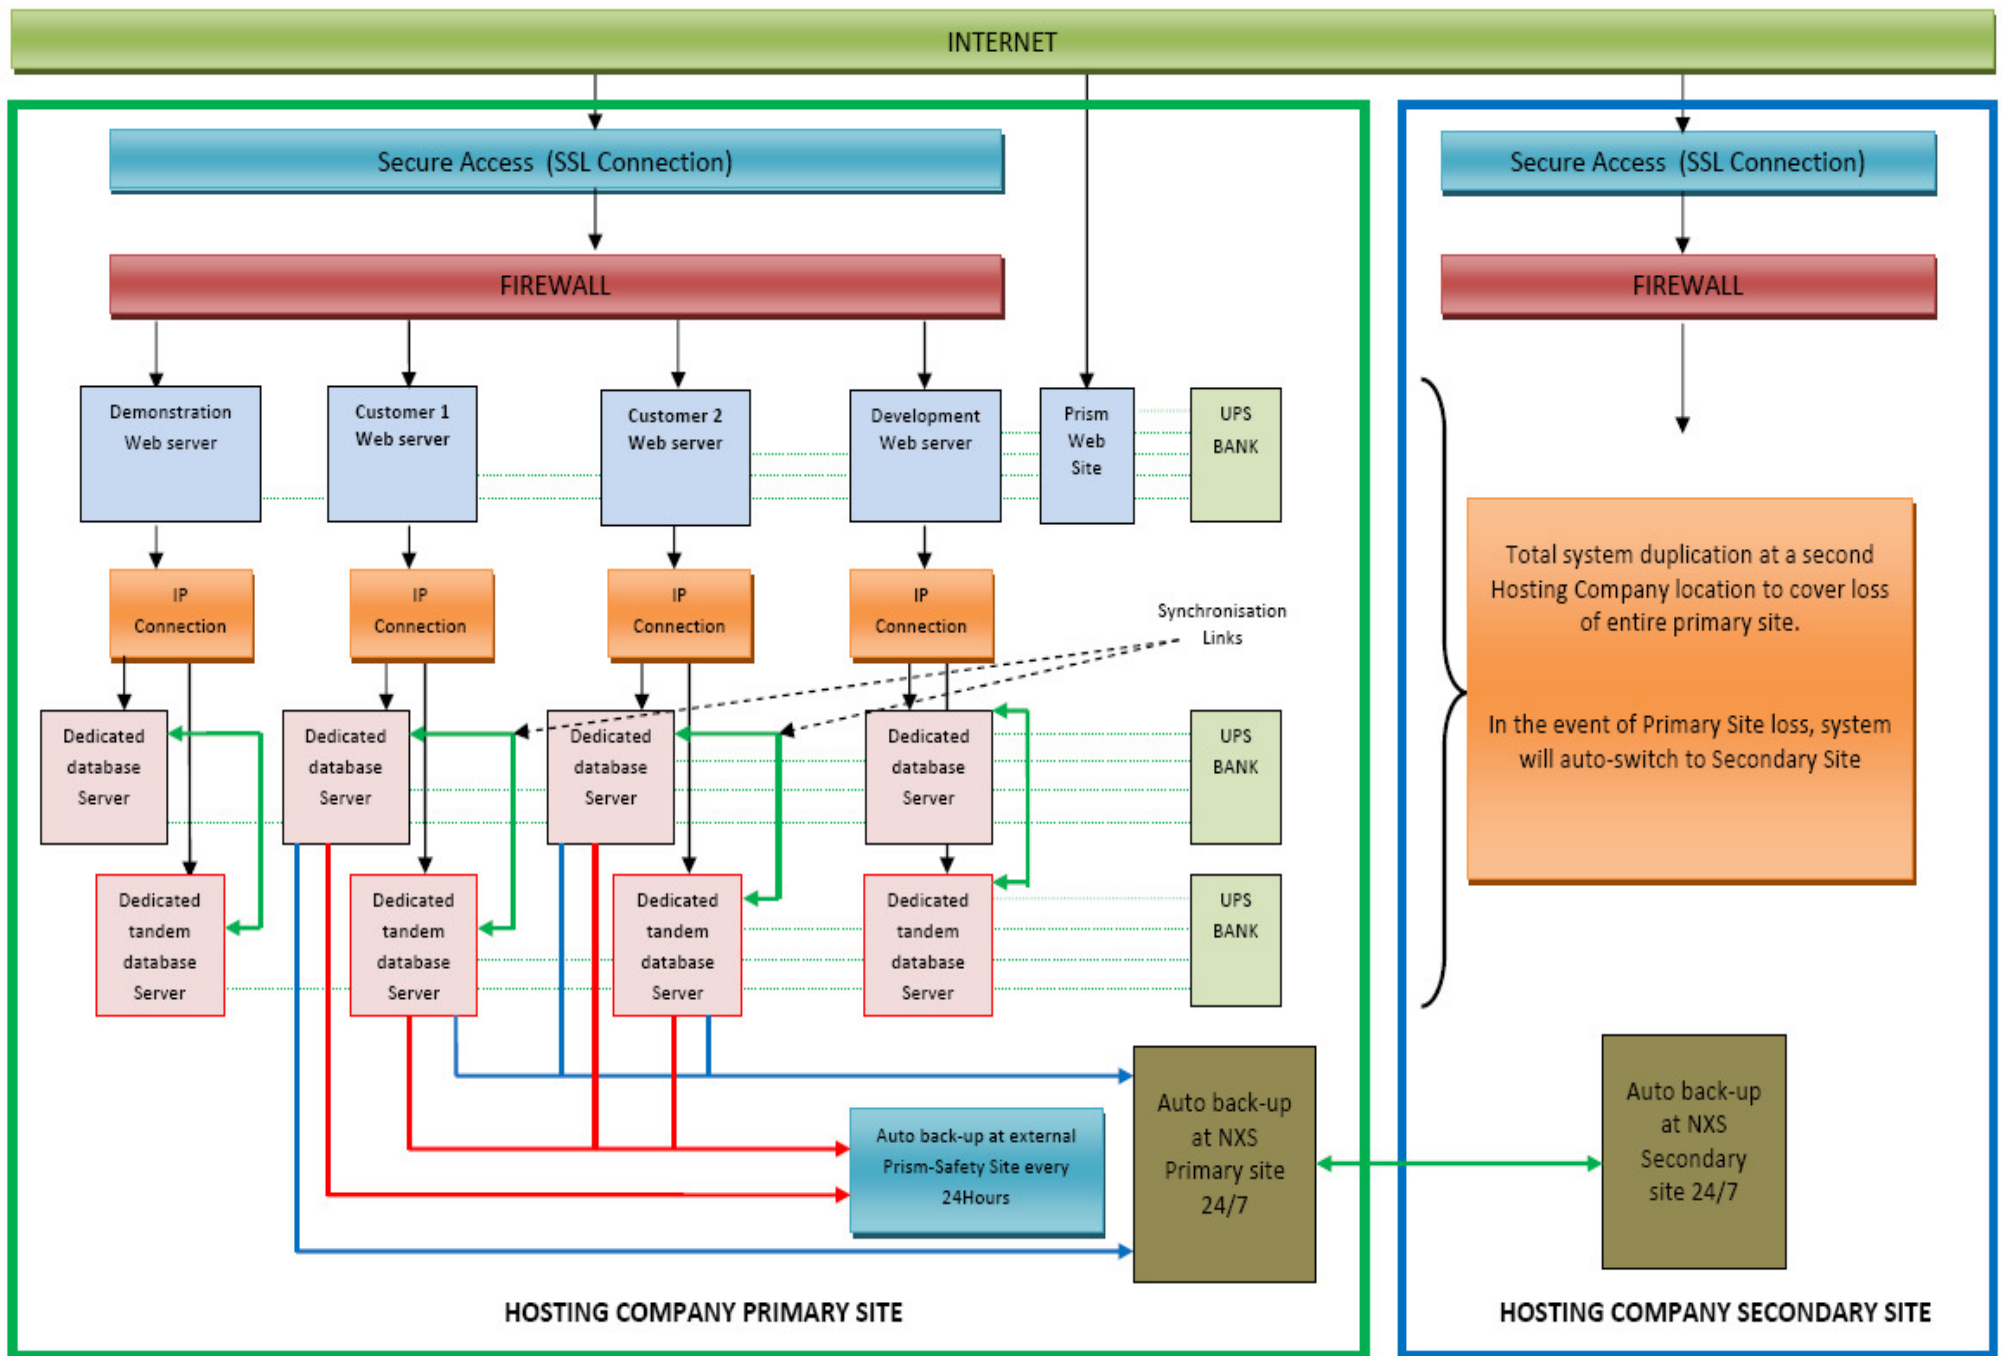 INTERNET
Secure Access (SSL Connection)
Secure Access (SSL Connection)
FIREWALL
FIREWALL
Demonstration
Web server
Customer 1
Web server
Customer 2
Web server
Development
Web server
Prism
Web
Site
UPS
BANK
IP
Connection
IP
Connection
IP
Connection
IP
Connection
Synchronisation
Links
Total system duplication at a second
Hosting Company location to cover loss
of entire primary site.
In the event of Primary Site loss, system
will auto-switch to Secondary Site
Dedicated
database
Server
Dedicated
database
Server
Dedicated
database
Server
Dedicated
database
Server
UPS
BANK
Dedicated
tandem
database
Server
Dedicated
tandem
database
Server
Dedicated
tandem
database
Server
Dedicated
tandem
database
Server
UPS
BANK
Auto back-up at external
Prism-Safety Site every
24Hours
Auto back-up
at NXS
Primary site
24/7
Auto back-up
at NXS
Secondary
site 24/7
HOSTING COMPANY PRIMARY SITE
HOSTING COMPANY SECONDARY SITE